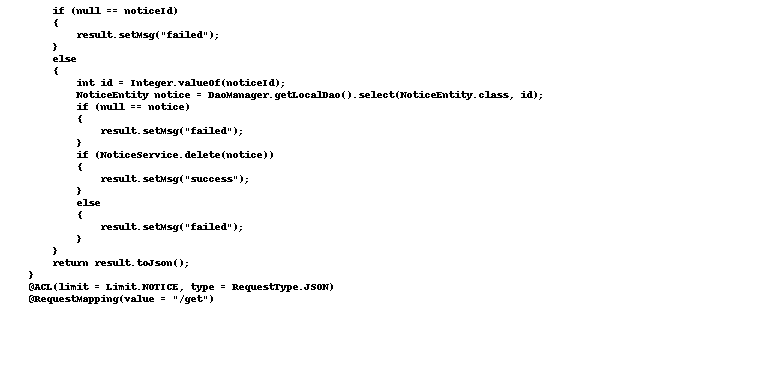 if (null == noticeId)
{
result.setMsg("failed");
}
else
{
int id = Integer.valueOf(noticeId);
NoticeEntity notice = DaoManager.getLocalDao().select(NoticeEntity.class, id);
if (null == notice)
{
result.setMsg("failed");
}
if (NoticeService.delete(notice))
{
result.setMsg("success");
}
else
{
result.setMsg("failed");
}
}
return result.toJson();
}
@ACL(limit = Limit.NOTICE, type = RequestType.JSON)
@RequestMapping(value = "/get")